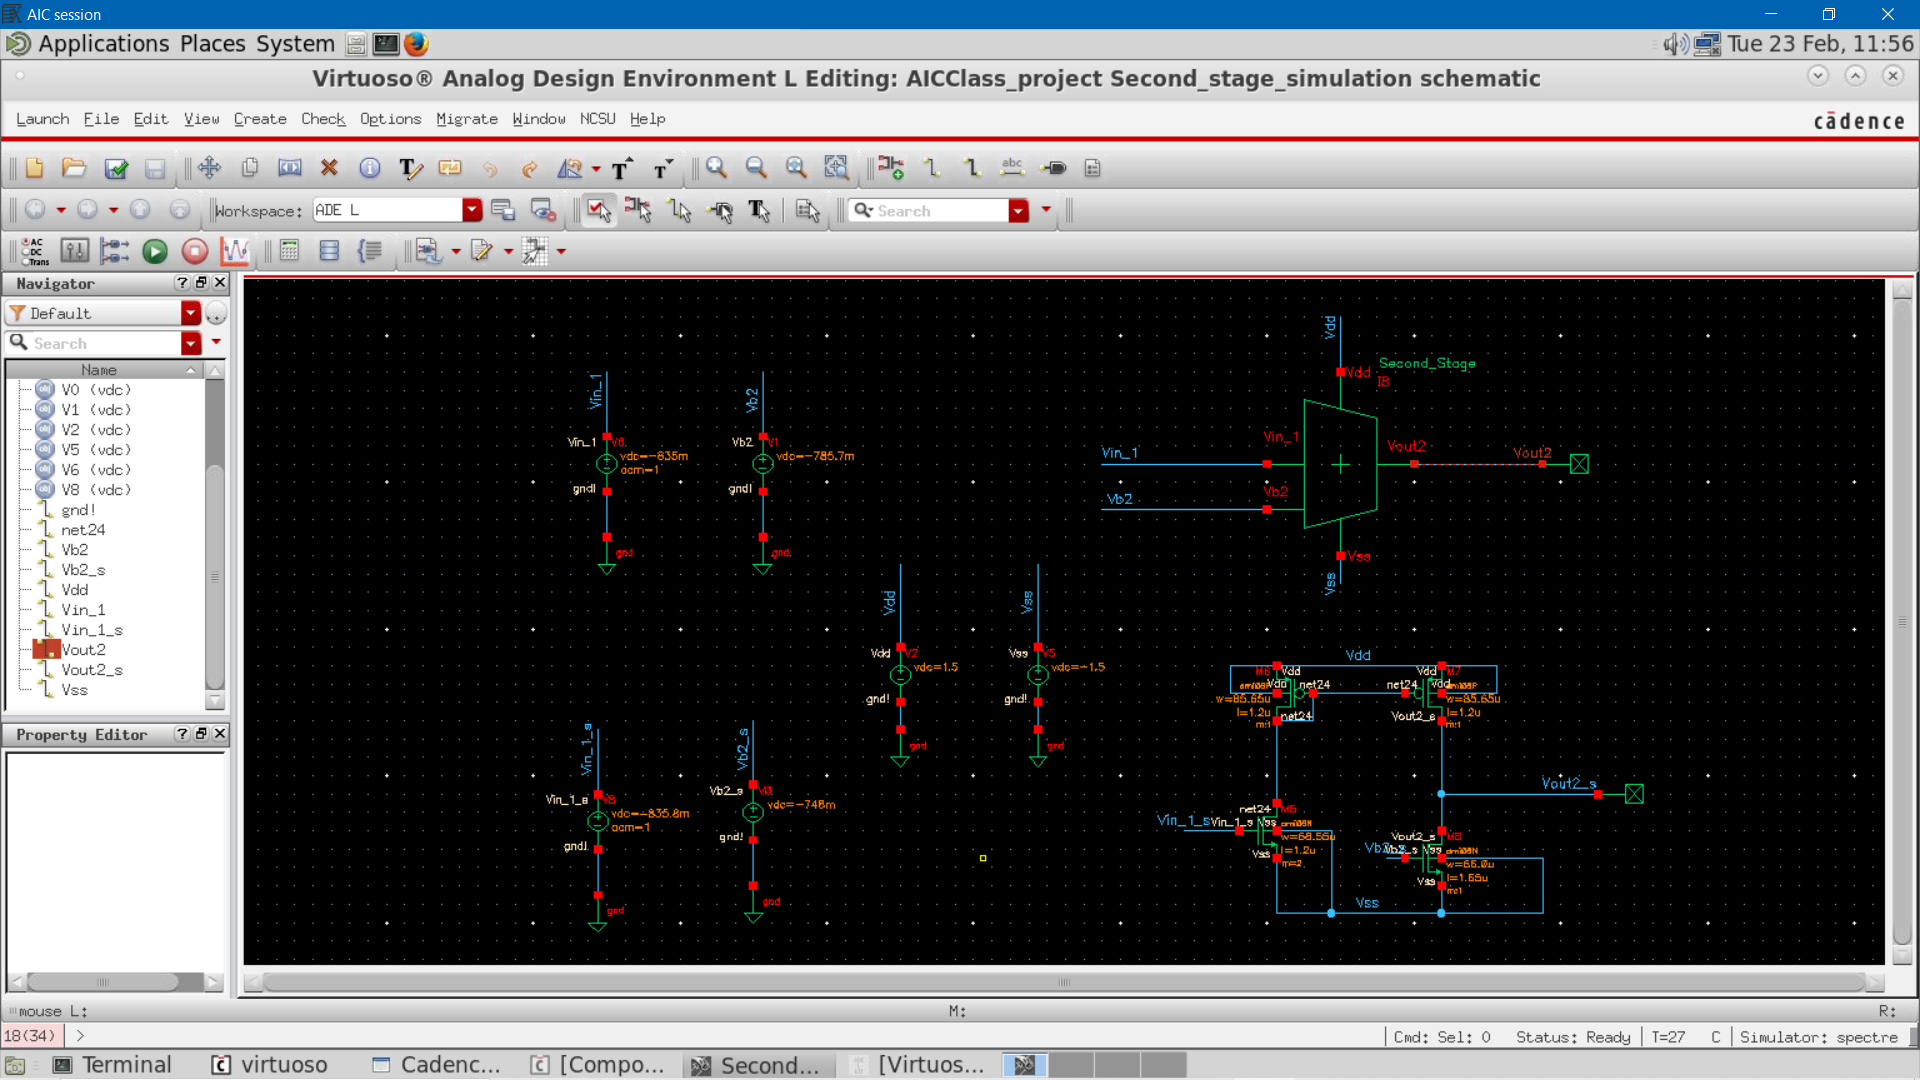 AIC session
Applications Places System
Tue 23 Feb, 11:56
Virtuoso® Analog Design Environment L Editing: AICClass_project Second_stage_simulation schematic
Launch File Edit View Create Check Options Migrate Window NCSU Help
cādence
Workspace: ADE L
Search
AC
DC
Trans
Navigator
Default
Search
Name
V0 (vdc)
V1 (vdc)
V2 (vdc)
V5 (vdc)
V6 (vdc)
V8 (vdc)
gnd!
net24
Vb2
Vb2_s
Vdd
Vin_1
Vin_1_s
Vout2
Vout2_s
Vss
Property Editor
Vin_1
Vin_1 V6
vdc=-835m
acm=1
gnd!
gnd
Vb2
Vb2 V1
vdc=-785.7m
gnd!
gnd
Vdd
Vdd V2
vdc=1.5
gnd!
gnd
Vss
Vss V5
vdc=-1.5
gnd!
gnd
Vin_1_s
Vin_1_s V8
vdc=-835.8m
acm=1
gnd!
gnd
Vb2_s
Vb2_s V0
vdc=-748m
gnd!
gnd
Vdd
Vdd
Second_Stage
I8
Vin_1
Vin_1
Vb2
Vb2
Vout2
Vout2
Vss
Vss
Vdd
M6 Vdd
Vdd net24
w=85.65u
l=1.2u
m:1
net24
Vdd M7
net24 Vdd
w=85.65u
l=1.2u
m:1
Vout2_s
Vout2_s
net24 M5
Vin_1_s
Vin_1_s Vss
w=68.55u
l=1.2u
m=2
Vss
Vout2_s M8
Vb2_s
Vb2_s Vss
w=65.0u
l=1.65u
m:1
Vss
Vss
mouse L:
M:
R:
18(34) >
Cmd: Sel: 0 Status: Ready T=27 C Simulator: spectre
Terminal
virtuoso
Cadenc...
[Compo...
Second...
[Virtuos...